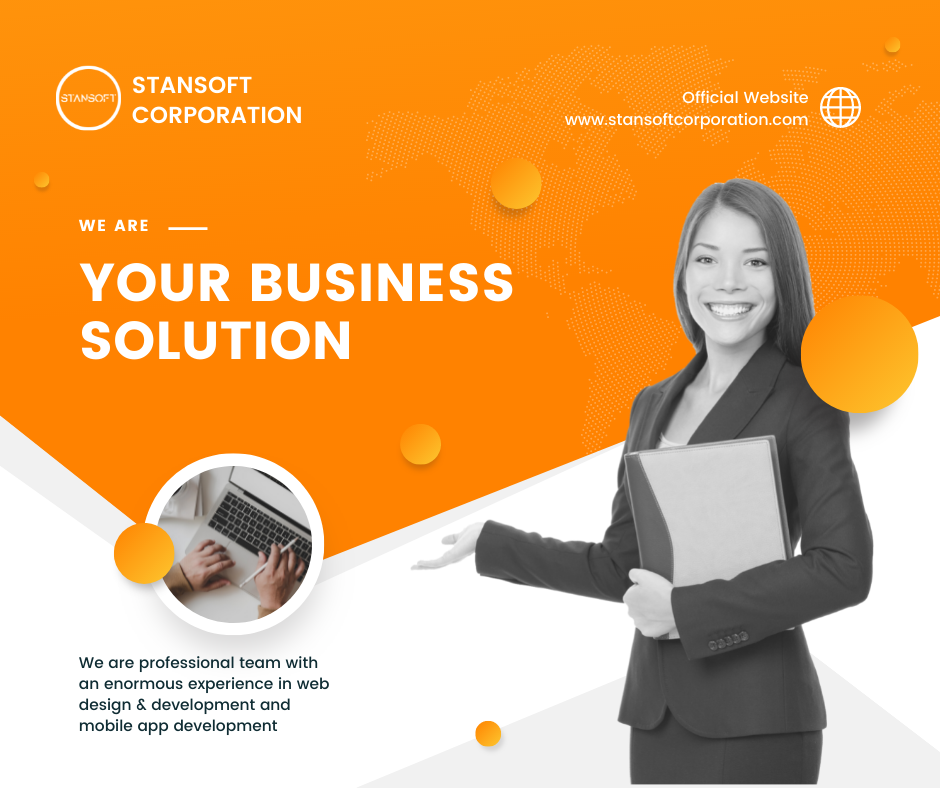 STANSOFT
STANSOFT
CORPORATION
Official Website
www.stansoftcorporation.com
WE ARE
YOUR BUSINESS
SOLUTION
We are professional team with
an enormous experience in web
design & development and
mobile app development